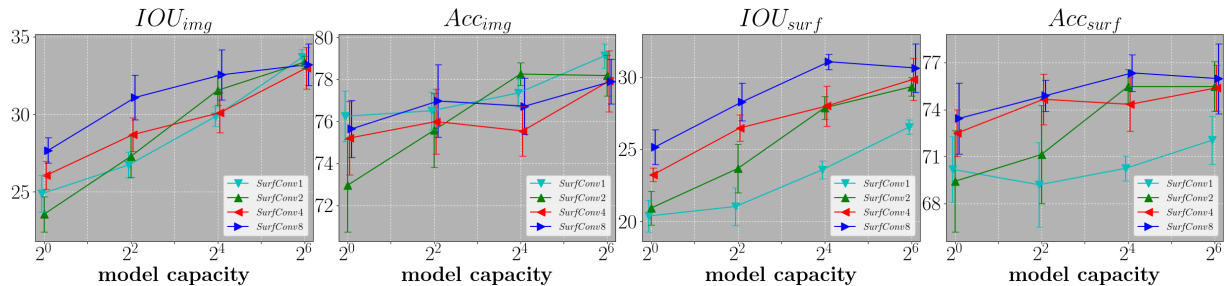 IOU_img
35
30
25
2^0 2^2 2^4 2^6
model capacity
SurfConv1
SurfConv2
SurfConv4
SurfConv8
Acc_img
80
78
76
74
72
2^0 2^2 2^4 2^6
model capacity
SurfConv1
SurfConv2
SurfConv4
SurfConv8
IOU_surf
30
25
20
2^0 2^2 2^4 2^6
model capacity
SurfConv1
SurfConv2
SurfConv4
SurfConv8
Acc_surf
77
75
71
68
2^0 2^2 2^4 2^6
model capacity
SurfConv1
SurfConv2
SurfConv4
SurfConv8